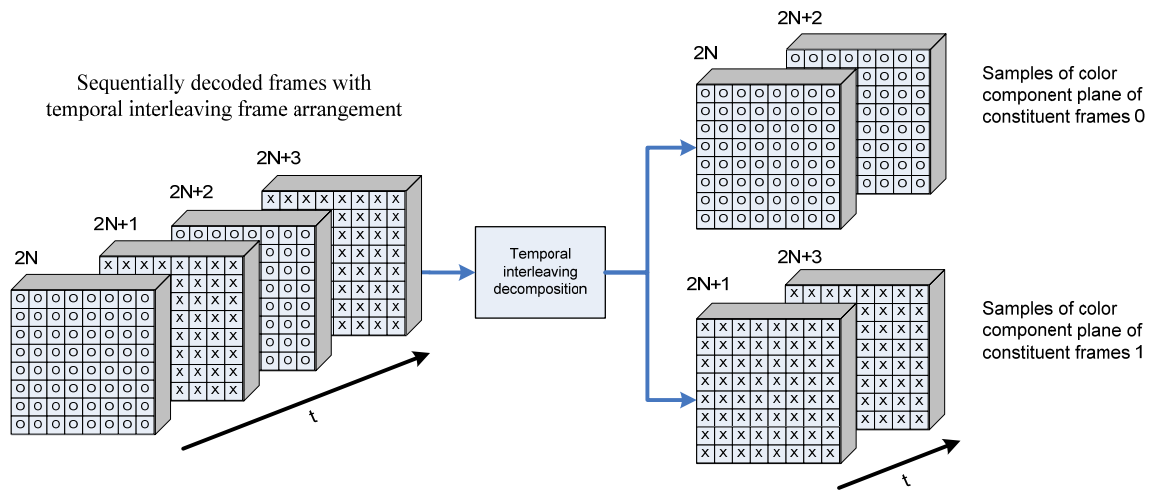 Sequentially decoded frames with
temporal interleaving frame arrangement
2N
2N+1
2N+2
2N+3
O O O O O O O O
O O O O O O O O
O O O O O O O O
O O O O O O O O
O O O O O O O O
O O O O O O O O
O O O O O O O O
O O O O O O O O
X X X X X X X X
X X X X
X X X X
X X X X
X X X X
X X X X
X X X X
X X X X
O O O O O O O O
O O O
O O O
O O O
O O O
O O O
O O O
O O O
X X X X X X X X
X X X X
X X X X
X X X X
X X X X
X X X X
X X X X
X X X X
t
Temporal
interleaving
decomposition
2N
2N+2
O O O O O O O O
O O O O O O O O
O O O O O O O O
O O O O O O O O
O O O O O O O O
O O O O O O O O
O O O O O O O O
O O O O O O O O
O O O O O O O O
O O O O
O O O O
O O O O
O O O O
O O O O
O O O O
O O O O
Samples of color
component plane of
constituent frames 0
2N+1
2N+3
X X X X X X X X
X X X X X X X X
X X X X X X X X
X X X X X X X X
X X X X X X X X
X X X X X X X X
X X X X X X X X
X X X X X X X X
X X X X X X X X
X X X X
X X X X
X X X X
X X X X
X X X X
X X X X
X X X X
Samples of color
component plane of
constituent frames 1
t